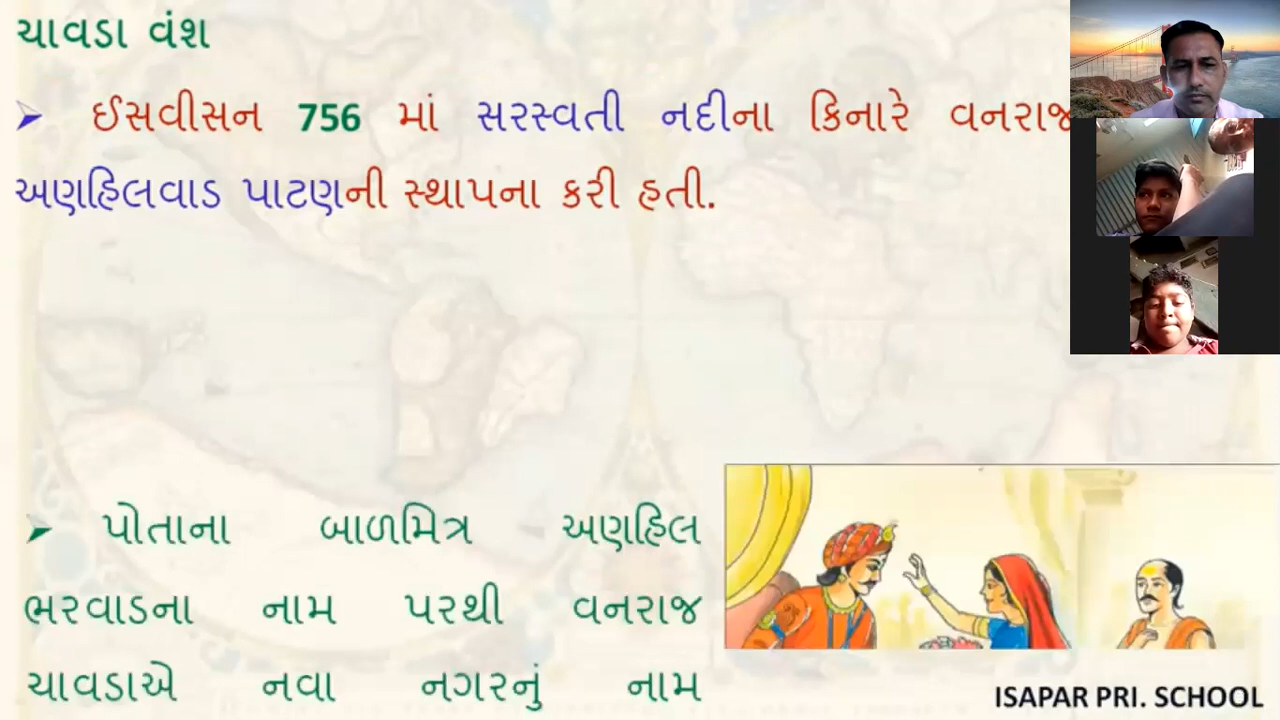 ચાવડા વંશ
➢ ઈસવીસન 756 માં સરસ્વતી નદીના કિનારે વનરાજ
અણહિલવાડ પાટણની સ્થાપના કરી હતી.
➢ પોતાના બાળમિત્ર અણહિલ
ભરવાડના નામ પરથી વનરાજ
ચાવડાએ નવા નગરનું નામ
ISAPAR PRI. SCHOOL